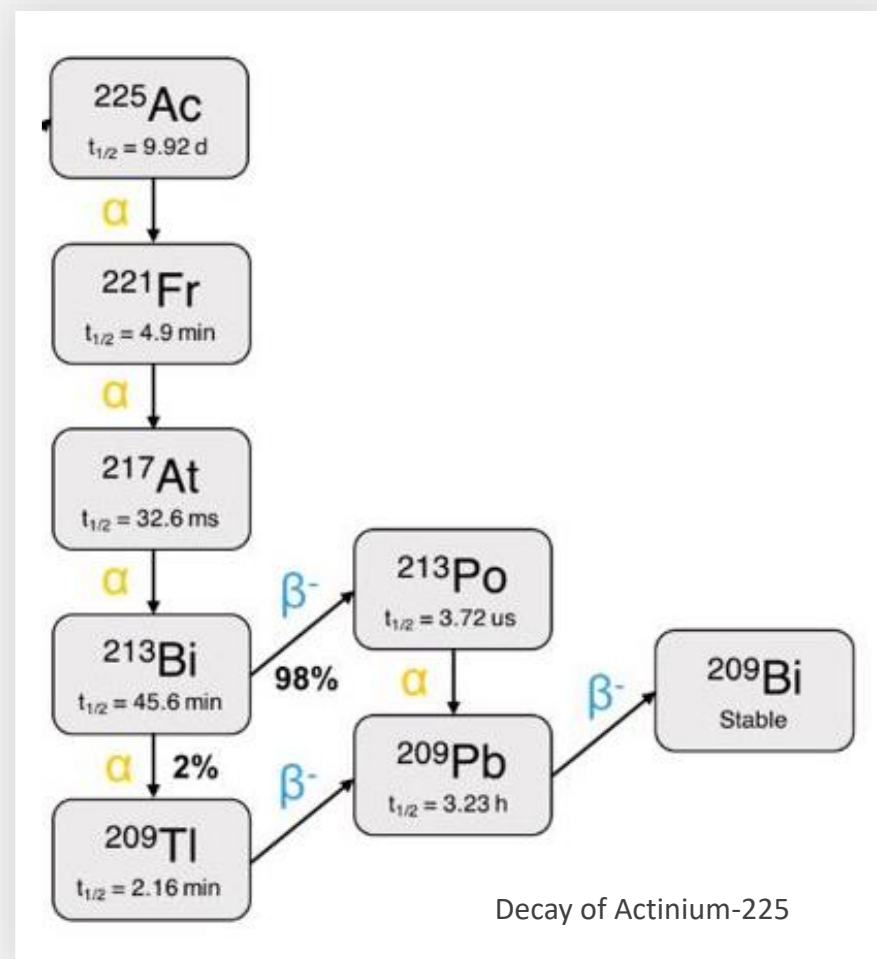 ²²⁵Ac
t₁/₂ = 9.92 d
α
²²¹Fr
t₁/₂ = 4.9 min
α
²¹⁷At
t₁/₂ = 32.6 ms
α
²¹³Bi
t₁/₂ = 45.6 min
β⁻
98%
²¹³Po
t₁/₂ = 3.72 us
α
α
2%
²⁰⁹Tl
t₁/₂ = 2.16 min
β⁻
²⁰⁹Pb
t₁/₂ = 3.23 h
β⁻
²⁰⁹Bi
Stable
Decay of Actinium-225